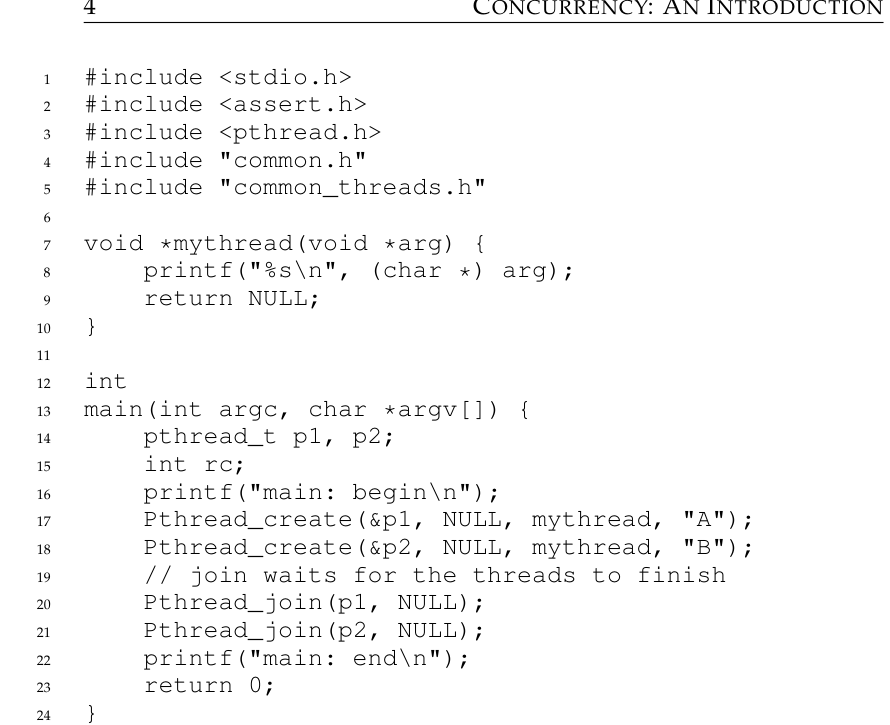 4 CONCURRENCY: AN INTRODUCTION
1 #include <stdio.h>
2 #include <assert.h>
3 #include <pthread.h>
4 #include "common.h"
5 #include "common_threads.h"
6
7 void *mythread(void *arg) {
8     printf("%s\n", (char *) arg);
9     return NULL;
10 }
11
12 int
13 main(int argc, char *argv[]) {
14     pthread_t p1, p2;
15     int rc;
16     printf("main: begin\n");
17     Pthread_create(&p1, NULL, mythread, "A");
18     Pthread_create(&p2, NULL, mythread, "B");
19     // join waits for the threads to finish
20     Pthread_join(p1, NULL);
21     Pthread_join(p2, NULL);
22     printf("main: end\n");
23     return 0;
24 }